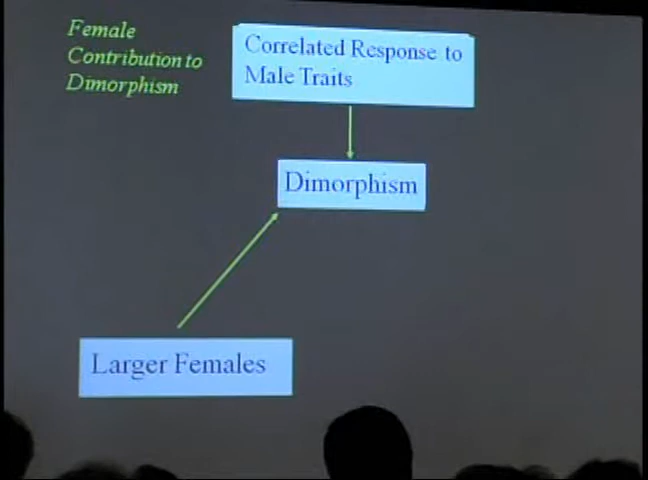 Female
Contribution to
Dimorphism
Correlated Response to
Male Traits
Dimorphism
Larger Females